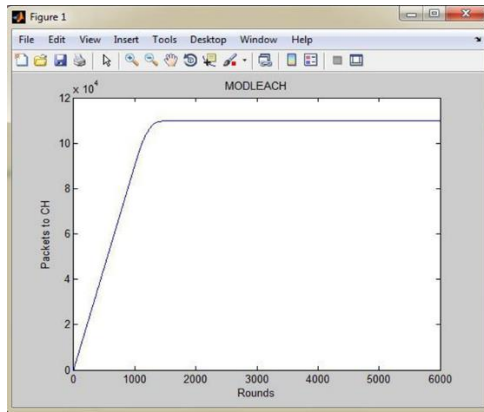 Figure 1
File Edit View Insert Tools Desktop Window Help
x 10^4
MODLEACH
12
10
8
6
4
2
0
Packets to CH
0 1000 2000 3000 4000 5000 6000
Rounds